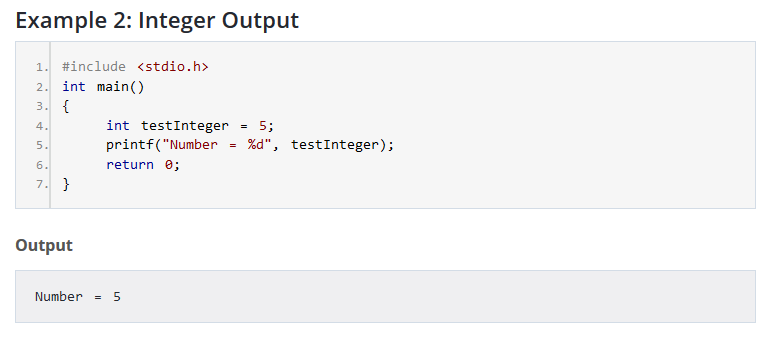 Example 2: Integer Output
1. #include <stdio.h>
2. int main()
3. {
4. int testInteger = 5;
5. printf("Number = %d", testInteger);
6. return 0;
7. }
Output
Number = 5